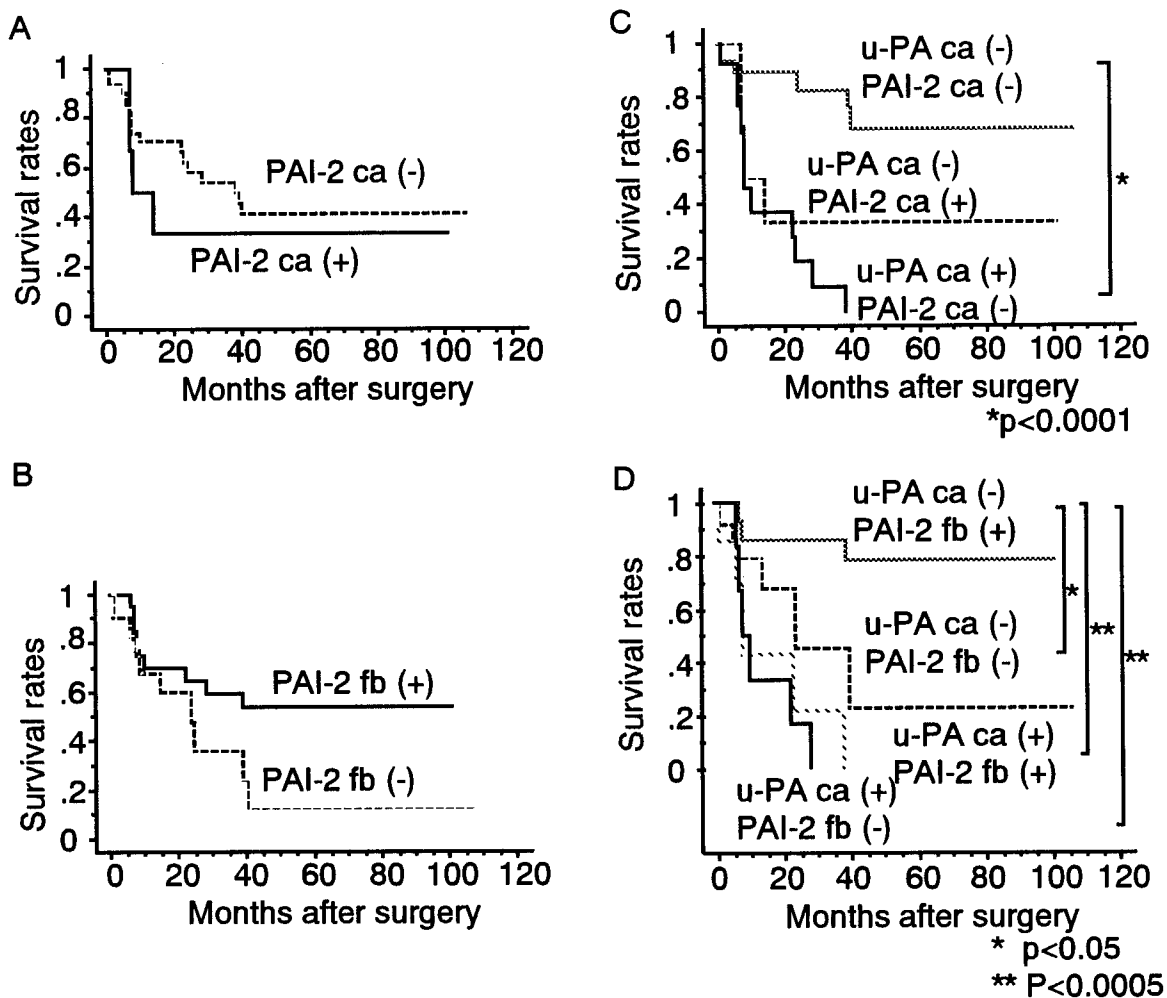 A
Survival rates
1
.8
.6
.4
.2
0
PAI-2 ca (-)
PAI-2 ca (+)
0 20 40 60 80 100 120
Months after surgery
B
Survival rates
1
.8
.6
.4
.2
0
PAI-2 fb (+)
PAI-2 fb (-)
0 20 40 60 80 100 120
Months after surgery
C
Survival rates
1
.8
.6
.4
.2
0
u-PA ca (-)
PAI-2 ca (-)
u-PA ca (-)
PAI-2 ca (+)
u-PA ca (+)
PAI-2 ca (-)
*
0 20 40 60 80 100 120
Months after surgery
*p<0.0001
D
Survival rates
1
.8
.6
.4
.2
0
u-PA ca (-)
PAI-2 fb (+)
u-PA ca (-)
PAI-2 fb (-)
u-PA ca (+)
PAI-2 fb (+)
u-PA ca (+)
PAI-2 fb (-)
*
**
**
0 20 40 60 80 100 120
Months after surgery
* p<0.05
** P<0.0005